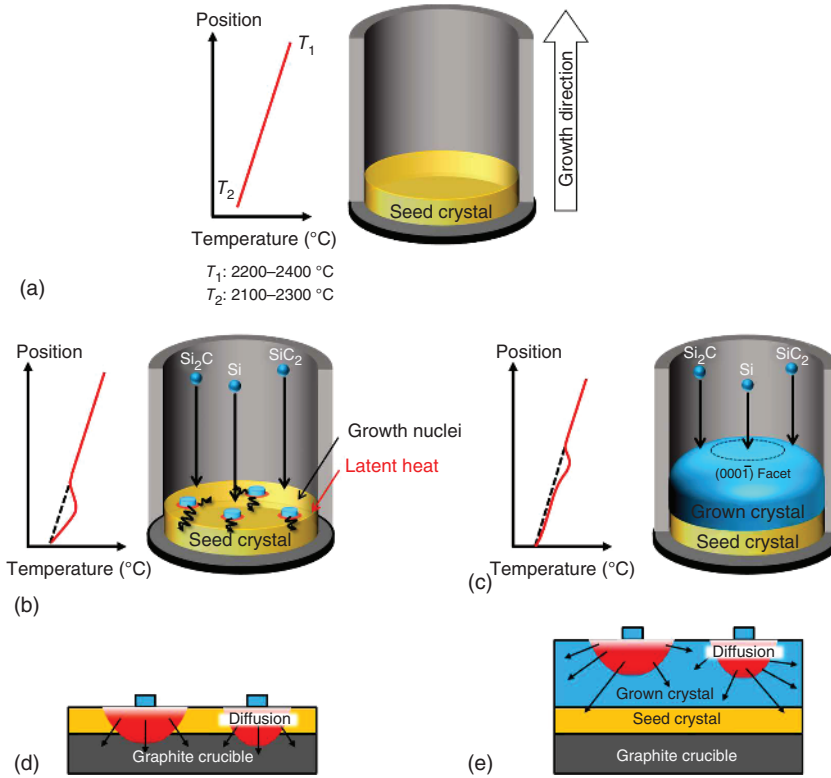 Position
T1
T2
Temperature (°C)
T1: 2200–2400 °C
T2: 2100–2300 °C
Seed crystal
Growth direction
(a)
Position
Temperature (°C)
Si2C
Si
SiC2
Growth nuclei
Latent heat
Seed crystal
(b)
Position
Temperature (°C)
Si2C
Si
SiC2
(0001̄) Facet
Grown crystal
Seed crystal
(c)
Diffusion
Graphite crucible
(d)
Diffusion
Grown crystal
Seed crystal
Graphite crucible
(e)